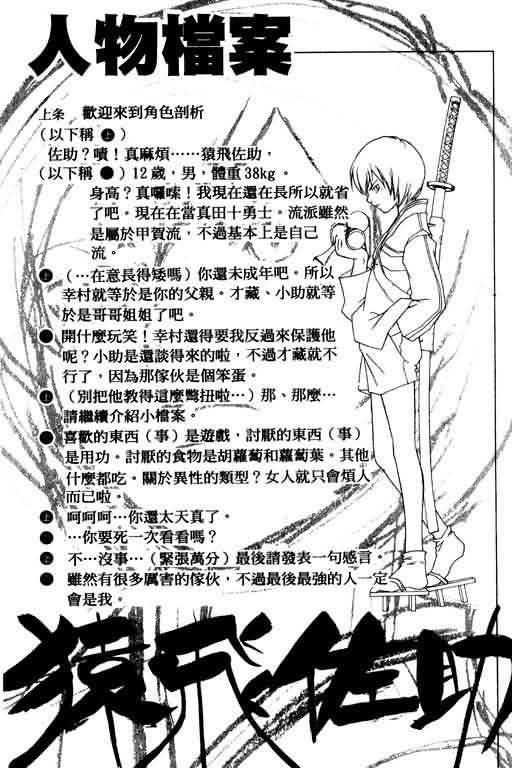 人物檔案
上条　歡迎來到角色剖析
（以下稱 上）
佐助？嘖！真麻煩……猿飛佐助，
（以下稱 ●）12歲，男，體重38kg。
身高？真囉嗦！我現在還在長所以就省
了吧。現在在當真田十勇士。流派雖然
是屬於甲賀流，不過基本上是自己
流。
上（…在意長得矮嗎）你還未成年吧。所以
幸村就等於是你的父親。才藏、小助就等
於是哥哥姐姐了吧。
● 開什麼玩笑！幸村還得要我反過來保護他
呢？小助是還談得來的啦，不過才藏就不
行了，因為那傢伙是個笨蛋。
上（別把他教得這麼彆扭啦…）那、那麼…
請繼續介紹小檔案。
● 喜歡的東西（事）是遊戲，討厭的東西（事）
是用功。討厭的食物是胡蘿蔔和蘿蔔葉。其他
什麼都吃。關於異性的類型？女人就只會煩人
而已啦。
上 呵呵呵…你還太天真了。
● …你要死一次看看嗎？
上 不…沒事…（緊張萬分）最後請發表一句感言。
● 雖然有很多厲害的傢伙，不過最後最強的人一定
會是我。
猿飛佐助